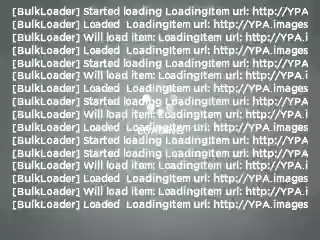 [BulkLoader] Started loading LoadingItem url: http://YPA
[BulkLoader] Loaded LoadingItem url: http://YPA.images
[BulkLoader] Will load item: LoadingItem url: http://YPA.i
[BulkLoader] Loaded LoadingItem url: http://YPA.images
[BulkLoader] Started loading LoadingItem url: http://YPA
[BulkLoader] Will load item: LoadingItem url: http://YPA.i
[BulkLoader] Loaded LoadingItem url: http://YPA.images
[BulkLoader] Started loading LoadingItem url: http://YPA
[BulkLoader] Will load item: LoadingItem url: http://YPA.i
[BulkLoader] Loaded LoadingItem url: http://YPA.images
[BulkLoader] Started loading LoadingItem url: http://YPA
[BulkLoader] Loaded LoadingItem url: http://YPA.images
[BulkLoader] Will load item: LoadingItem url: http://YPA.i
[BulkLoader] Loaded LoadingItem url: http://YPA.images
[BulkLoader] Will load item: LoadingItem url: http://YPA.i
[BulkLoader] Loaded LoadingItem url: http://YPA.images